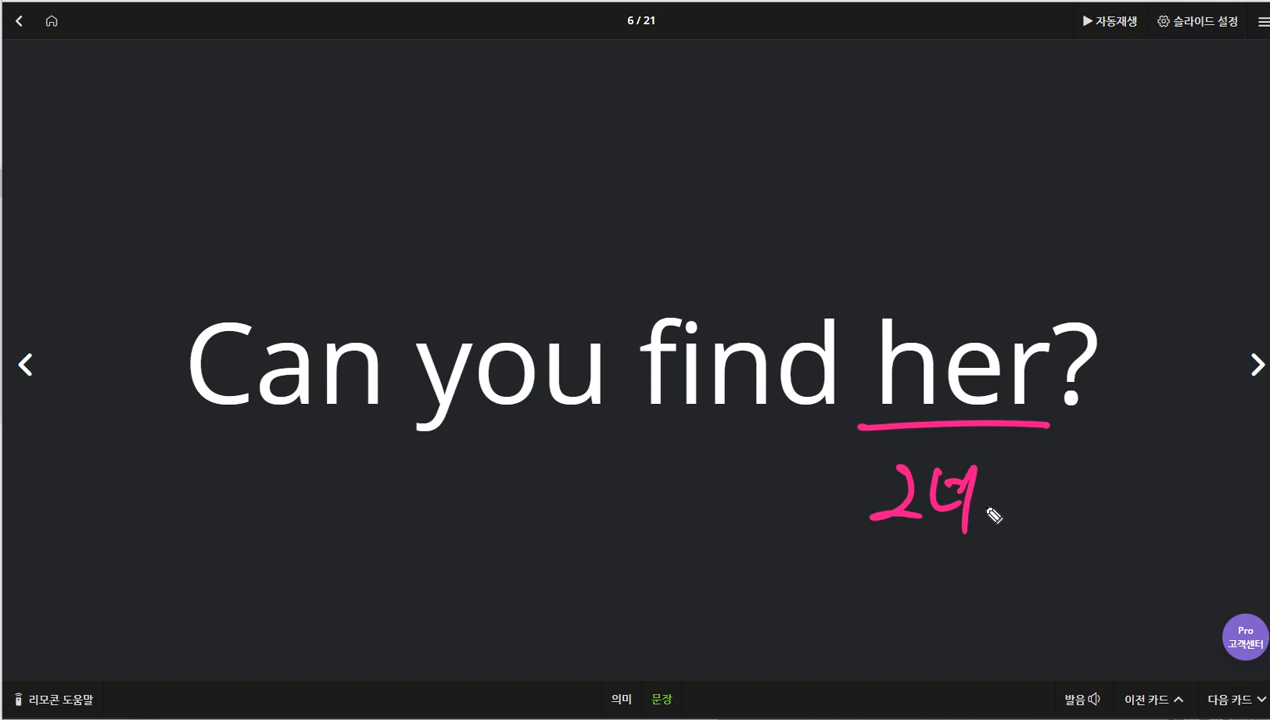 6 / 21
자동재생
슬라이드 설정
Can you find her?
그녀
Pro
고객센터
리모콘 도움말
의미
문장
발음
이전 카드
다음 카드